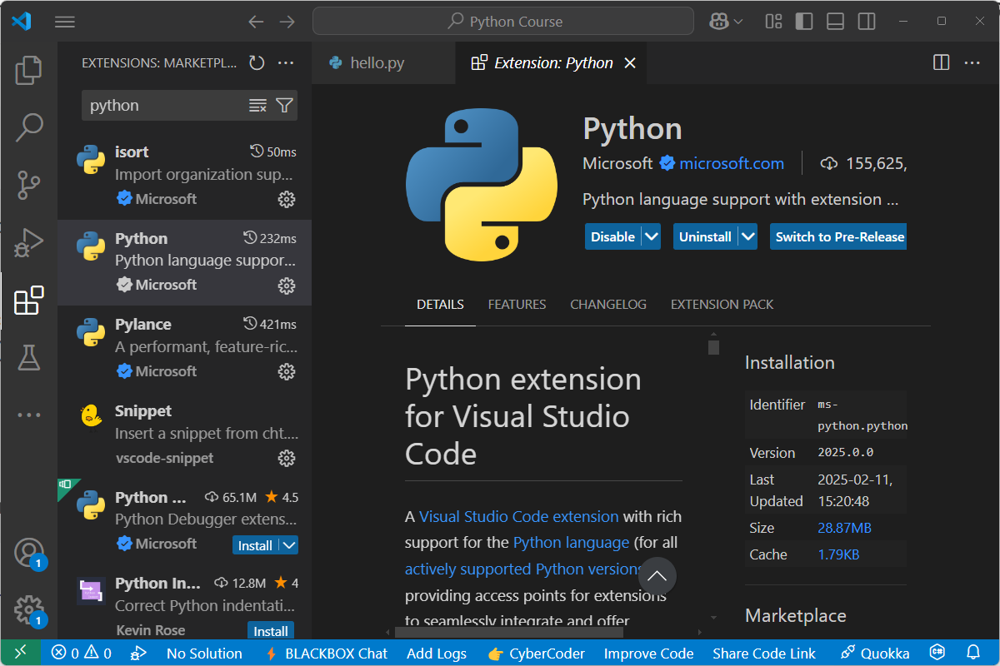 Python Course
EXTENSIONS: MARKETPL...
python
isort 50ms
Import organization sup...
Microsoft
Python 232ms
Python language suppor...
Microsoft
Pylance 421ms
A performant, feature-ric...
Microsoft
Snippet
Insert a snippet from cht....
vscode-snippet
Python ... 65.1M 4.5
Python Debugger extens...
Microsoft Install
Python In... 12.8M 4
Correct Python indentati...
Kevin Rose Install
1
1
hello.py
Extension: Python
Python
Microsoft microsoft.com 155,625,
Python language support with extension ...
Disable Uninstall Switch to Pre-Release
DETAILS FEATURES CHANGELOG EXTENSION PACK
Python extension
for Visual Studio
Code
A Visual Studio Code extension with rich
support for the Python language (for all
actively supported Python versions
providing access points for extensions
to seamlessly integrate and offer
Installation
Identifier ms-
python.python
Version 2025.0.0
Last 2025-02-11,
Updated 15:20:48
Size 28.87MB
Cache 1.79KB
Marketplace
0 0 No Solution BLACKBOX Chat Add Logs 👉 CyberCoder Improve Code Share Code Link Quokka